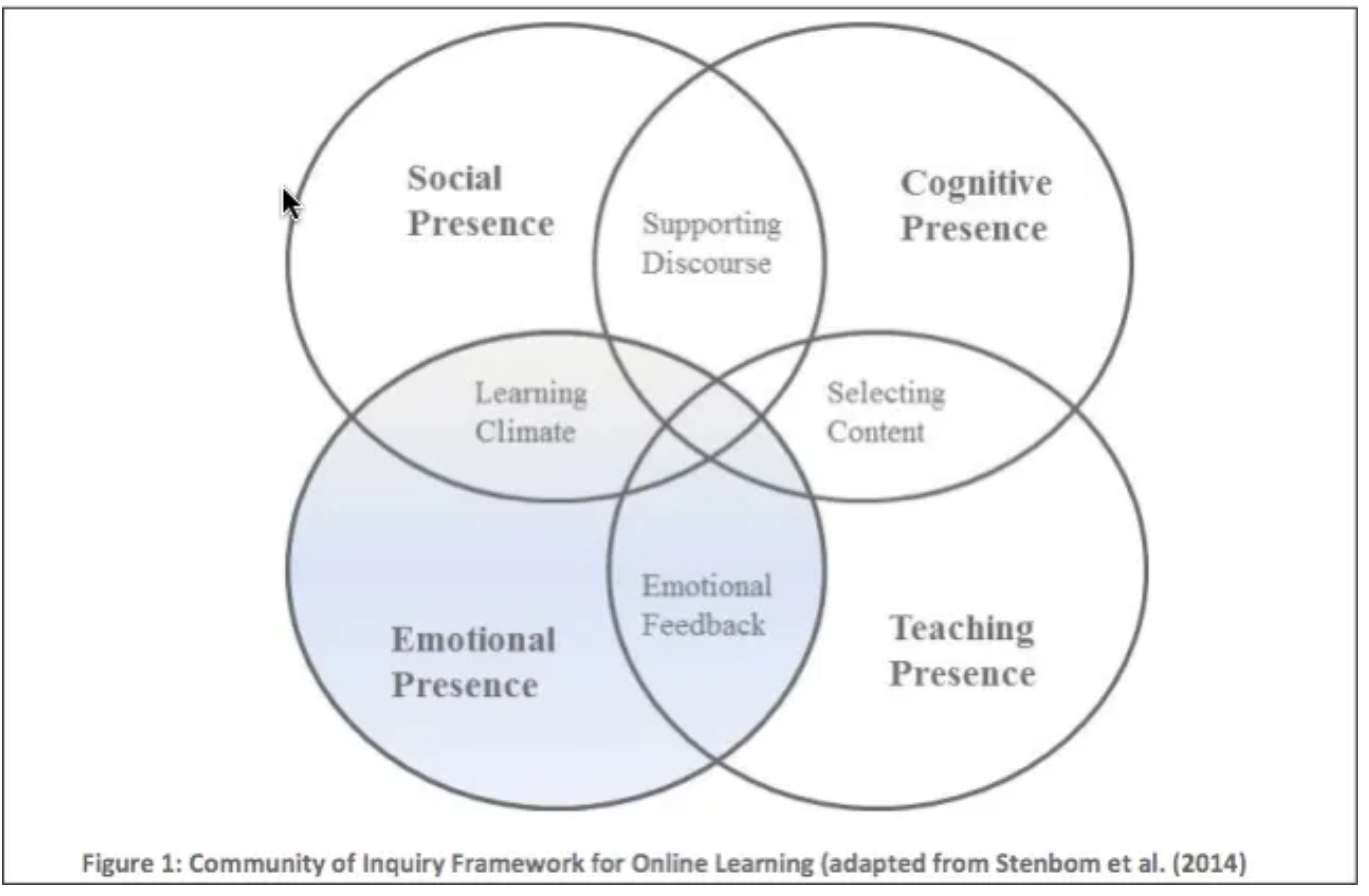 Social
Presence
Cognitive
Presence
Supporting
Discourse
Learning
Climate
Selecting
Content
Emotional
Presence
Emotional
Feedback
Teaching
Presence
Figure 1: Community of Inquiry Framework for Online Learning (adapted from Stenbom et al. (2014)